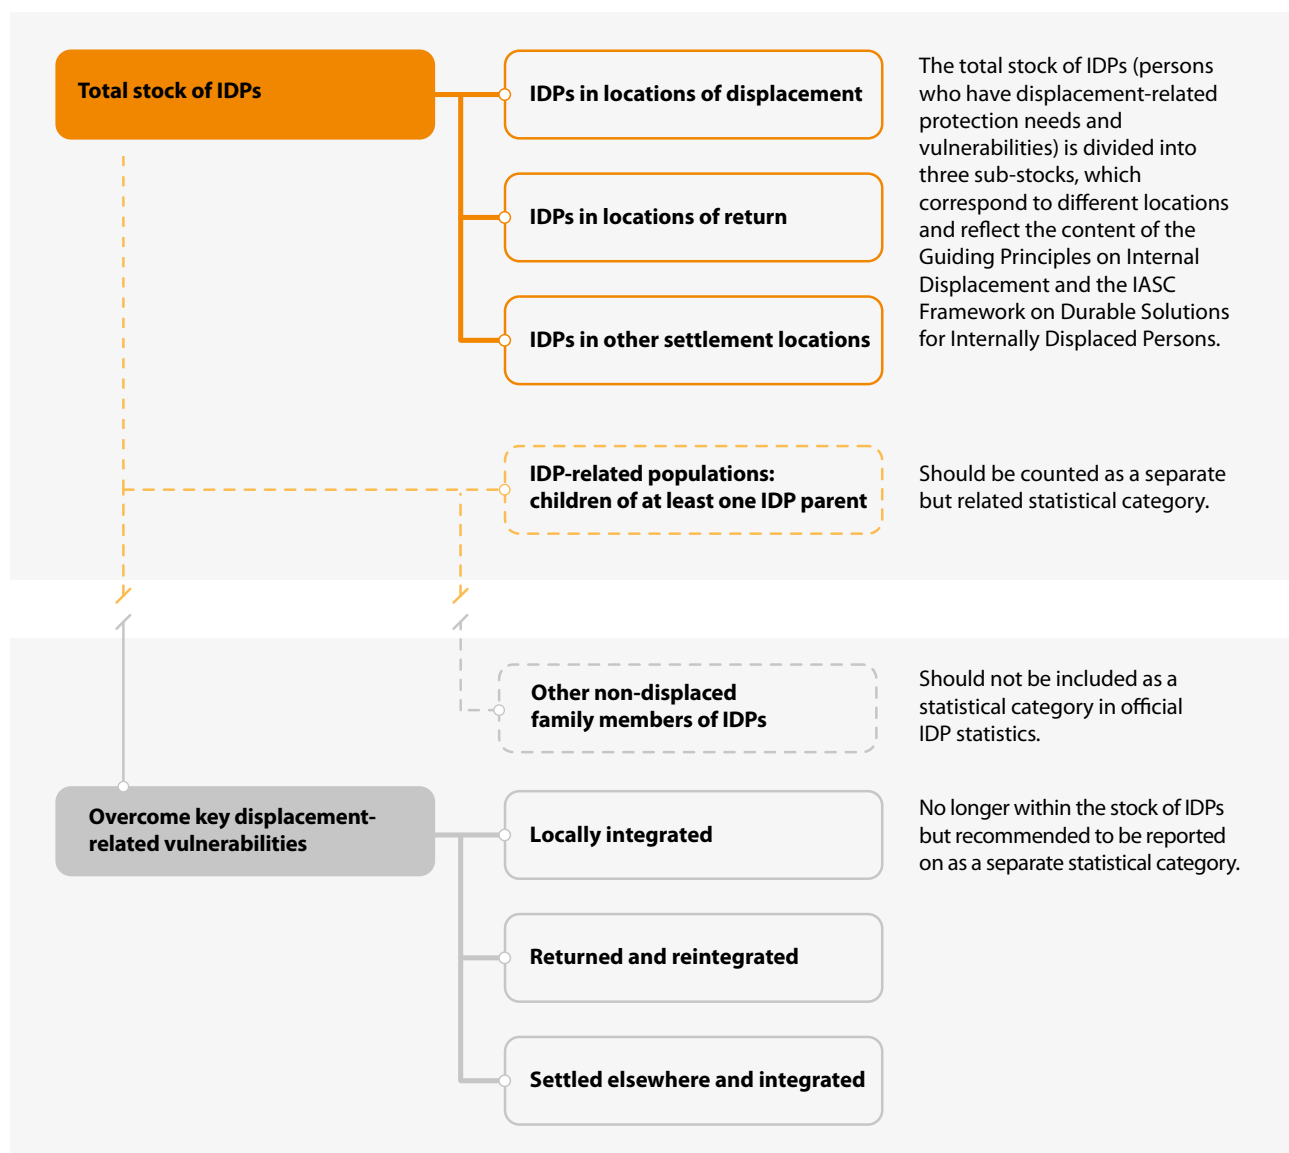 Total stock of IDPs
IDPs in locations of displacement
IDPs in locations of return
IDPs in other settlement locations
The total stock of IDPs (persons
who have displacement-related
protection needs and
vulnerabilities) is divided into
three sub-stocks, which
correspond to different locations
and reflect the content of the
Guiding Principles on Internal
Displacement and the IASC
Framework on Durable Solutions
for Internally Displaced Persons.
IDP-related populations:
children of at least one IDP parent
Should be counted as a separate
but related statistical category.
Other non-displaced
family members of IDPs
Should not be included as a
statistical category in official
IDP statistics.
Overcome key displacement-
related vulnerabilities
Locally integrated
No longer within the stock of IDPs
but recommended to be reported
on as a separate statistical category.
Returned and reintegrated
Settled elsewhere and integrated